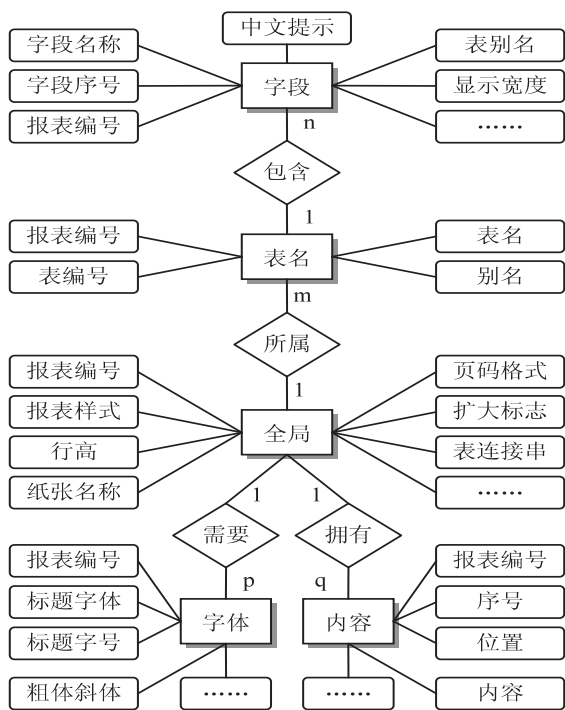 中文提示
字段名称
表别名
字段序号
字段
显示宽度
报表编号
……
n
包含
1
报表编号
表名
表名
表编号
别名
m
所属
1
报表编号
页码格式
报表样式
全局
扩大标志
行高
表连接串
纸张名称
……
1
1
需要
拥有
报表编号
报表编号
p
q
标题字体
字体
内容
序号
标题字号
位置
粗体斜体
……
……
内容